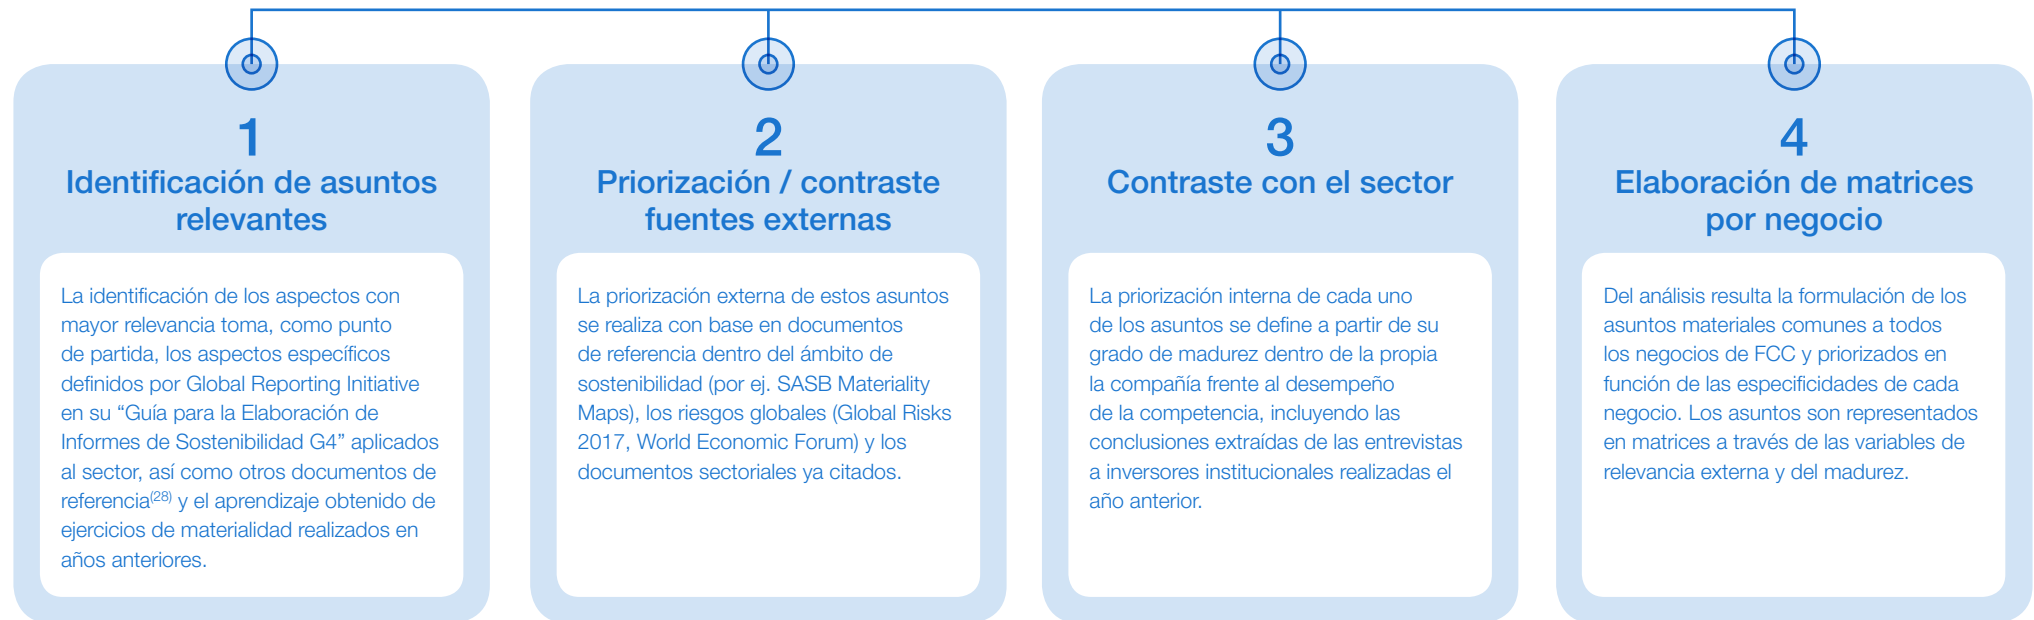 1
Identificación de asuntos
relevantes
La identificación de los aspectos con
mayor relevancia toma, como punto
de partida, los aspectos específicos
definidos por Global Reporting Initiative
en su “Guía para la Elaboración de
Informes de Sostenibilidad G4” aplicados
al sector, así como otros documentos de
referencia(28) y el aprendizaje obtenido de
ejercicios de materialidad realizados en
años anteriores.
2
Priorización / contraste
fuentes externas
La priorización externa de estos asuntos
se realiza con base en documentos
de referencia dentro del ámbito de
sostenibilidad (por ej. SASB Materiality
Maps), los riesgos globales (Global Risks
2017, World Economic Forum) y los
documentos sectoriales ya citados.
3
Contraste con el sector
La priorización interna de cada uno
de los asuntos se define a partir de su
grado de madurez dentro de la propia
la compañía frente al desempeño
de la competencia, incluyendo las
conclusiones extraídas de las entrevistas
a inversores institucionales realizadas el
año anterior.
4
Elaboración de matrices
por negocio
Del análisis resulta la formulación de los
asuntos materiales comunes a todos
los negocios de FCC y priorizados en
función de las especificidades de cada
negocio. Los asuntos son representados
en matrices a través de las variables de
relevancia externa y del madurez.